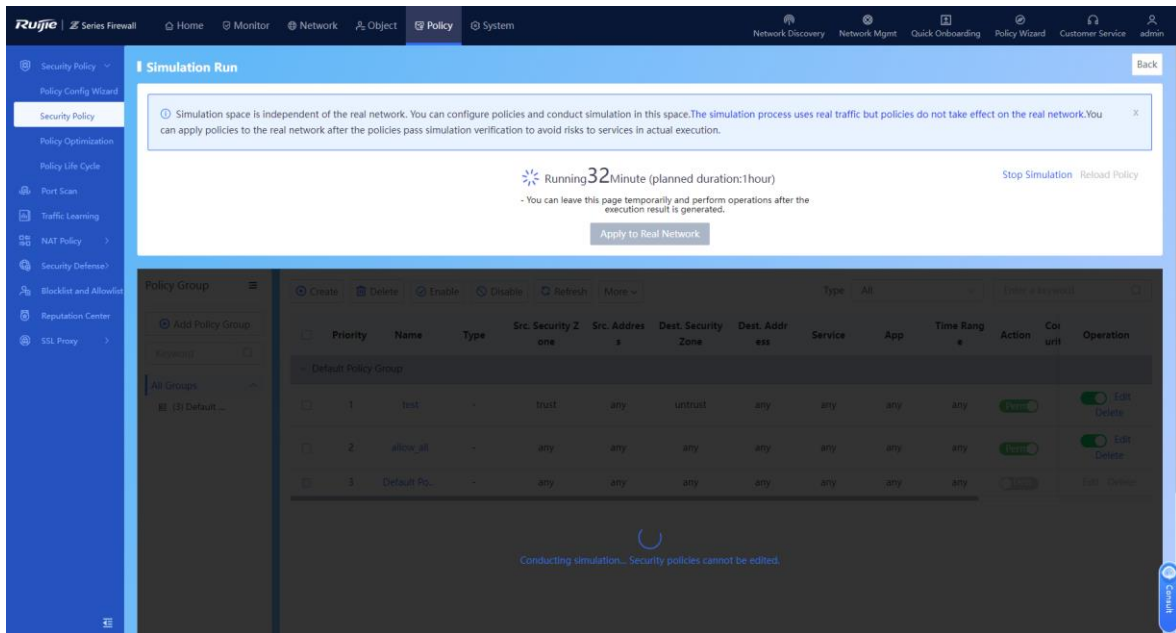 Ruijie | Z Series Firewall
Home Monitor Network Object Policy System
Network Discovery Network Mgmt Quick Onboarding Policy Wizard Customer Service admin
Security Policy
Policy Config Wizard
Security Policy
Policy Optimization
Policy Life Cycle
Port Scan
Traffic Learning
NAT Policy >
Security Defense>
Blocklist and Allowlist
Reputation Center
SSL Proxy >
Simulation Run
Back
Simulation space is independent of the real network. You can configure policies and conduct simulation in this space.The simulation process uses real traffic but policies do not take effect on the real network.You
can apply policies to the real network after the policies pass simulation verification to avoid risks to services in actual execution.
x
Running32Minute (planned duration:1hour)
Stop Simulation Reload Policy
- You can leave this page temporarily and perform operations after the
execution result is generated.
Apply to Real Network
Policy Group
Add Policy Group
Keyword
All Groups
(3) Default ...
Create Delete Enable Disable Refresh More
Type All
Priority Name Type Src. Security Z Src. Addres Dest. Security Dest. Addr Service App Time Rang Action Operation
one s Zone ess e
- Default Policy Group
1 test - trust any untrust any any any any Permit Edit
Delete
2 allow_all - any any any any any any any Permit Edit
Delete
3 Default Po... - any any any any any any any Edit Delete
Conducting simulation... Security policies cannot be edited.
Consult